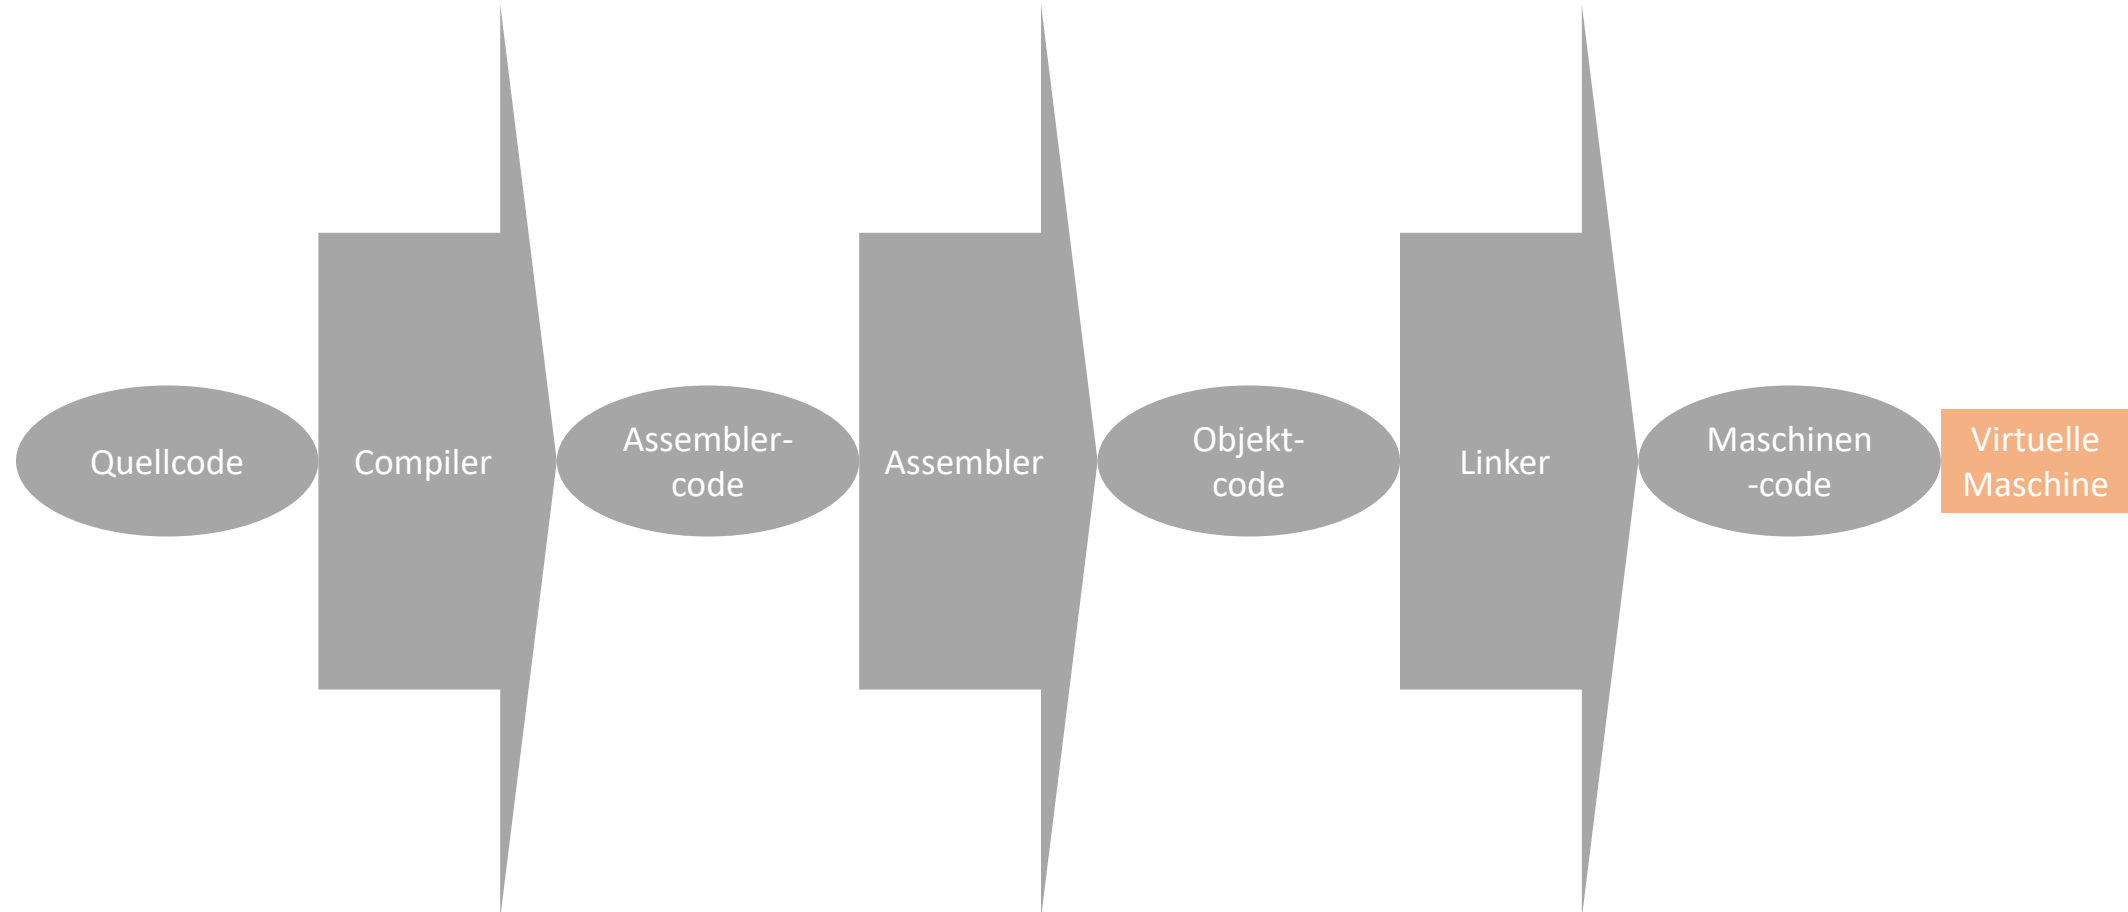 Quellcode
Compiler
Assembler-
code
Assembler
Objekt-
code
Linker
Maschinen
-code
Virtuelle
Maschine